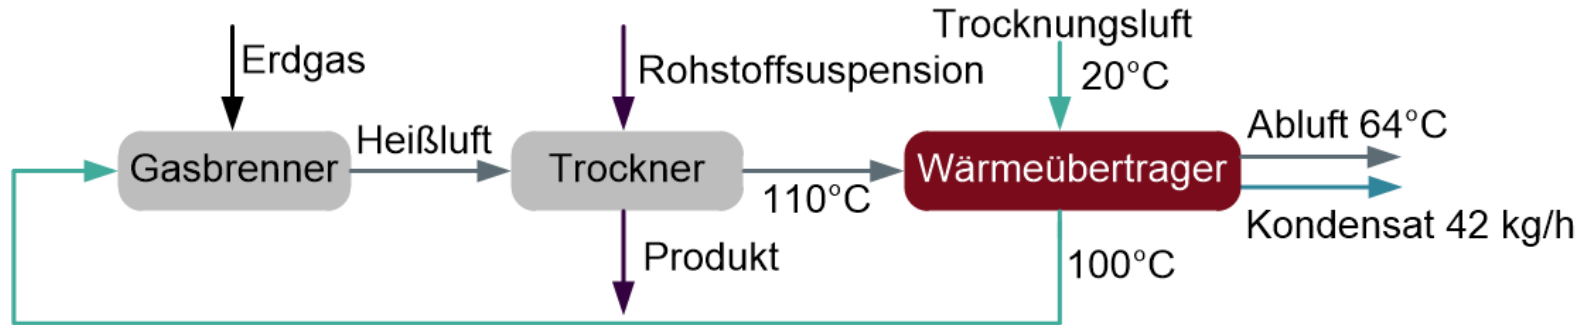 Trocknungsluft
20°C
Erdgas
Rohstoffsuspension
Heißluft
Abluft 64°C
Gasbrenner
Trockner
Wärmeübertrager
110°C
Kondensat 42 kg/h
Produkt
100°C